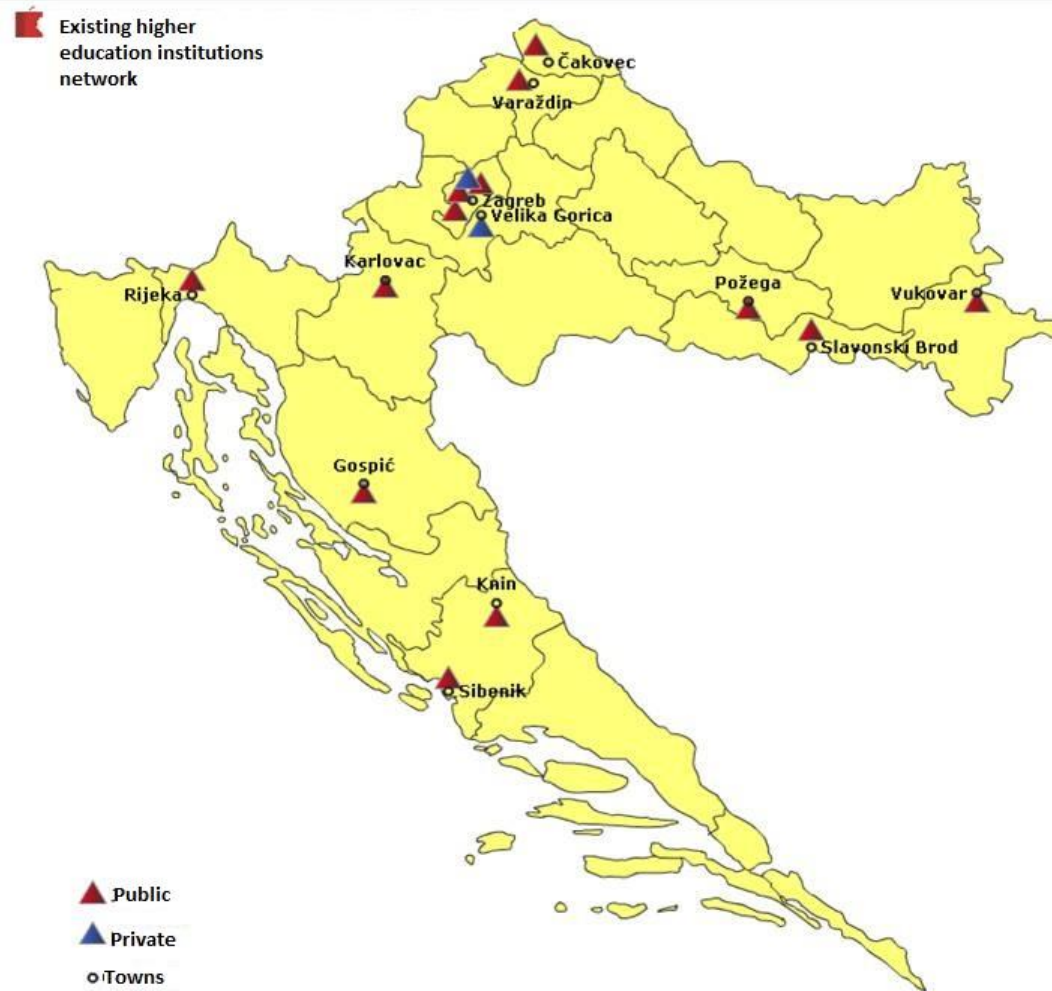 Existing higher
education institutions
network
Čakovec
Varaždin
Zagreb
Velika Gorica
Karlovac
Rijeka
Požega
Vukovar
Slavonski Brod
Gospić
Knin
Sibenik
Public
Private
Towns